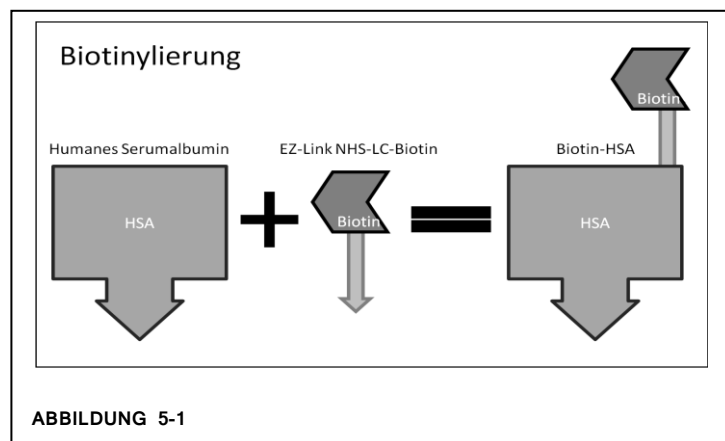 Biotinylierung
Humanes Serumalbumin EZ-Link NHS-LC-Biotin Biotin-HSA
Biotin
HSA Biotin HSA
ABBILDUNG 5-1